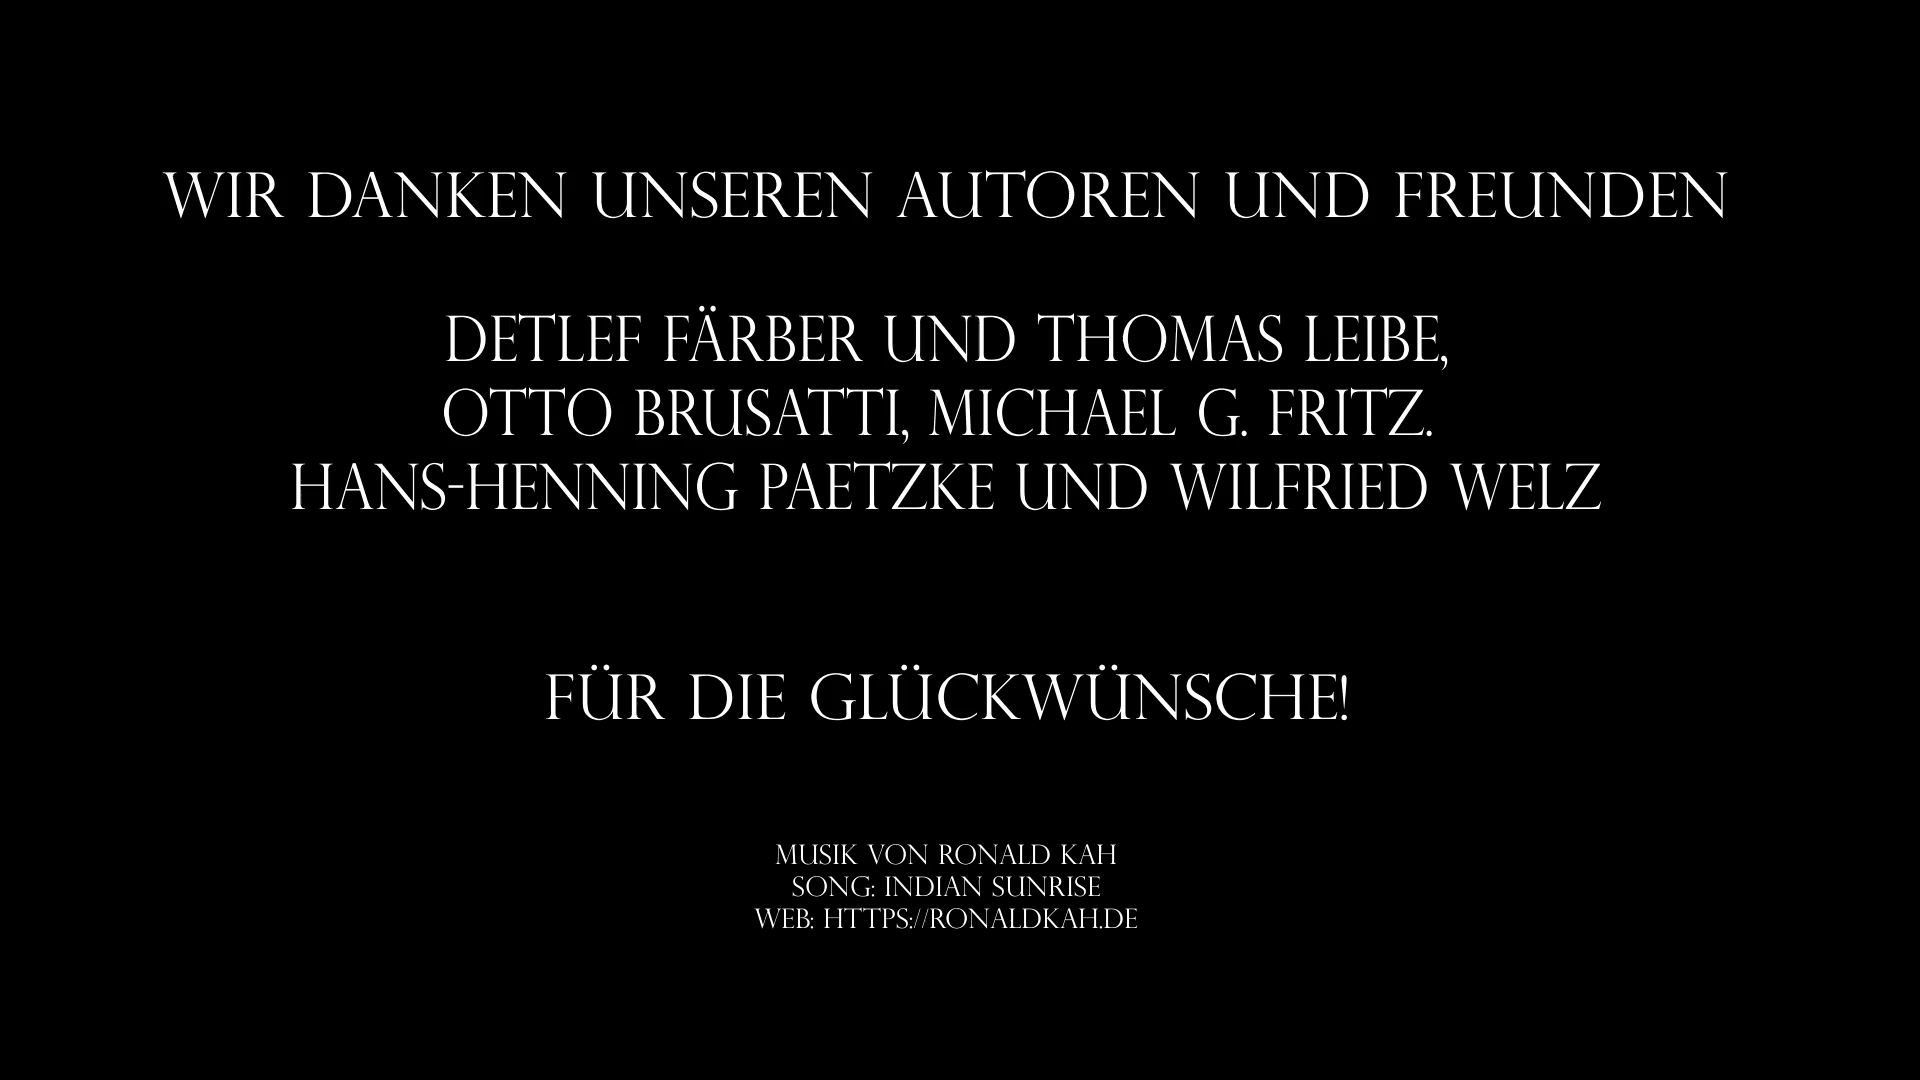 WIR DANKEN UNSEREN AUTOREN UND FREUNDEN
DETLEF FÄRBER UND THOMAS LEIBE,
OTTO BRUSATTI, MICHAEL G. FRITZ.
HANS-HENNING PAETZKE UND WILFRIED WELZ
FÜR DIE GLÜCKWÜNSCHE!
MUSIK VON RONALD KAH
SONG: INDIAN SUNRISE
WEB: HTTPS://RONALDKAH.DE